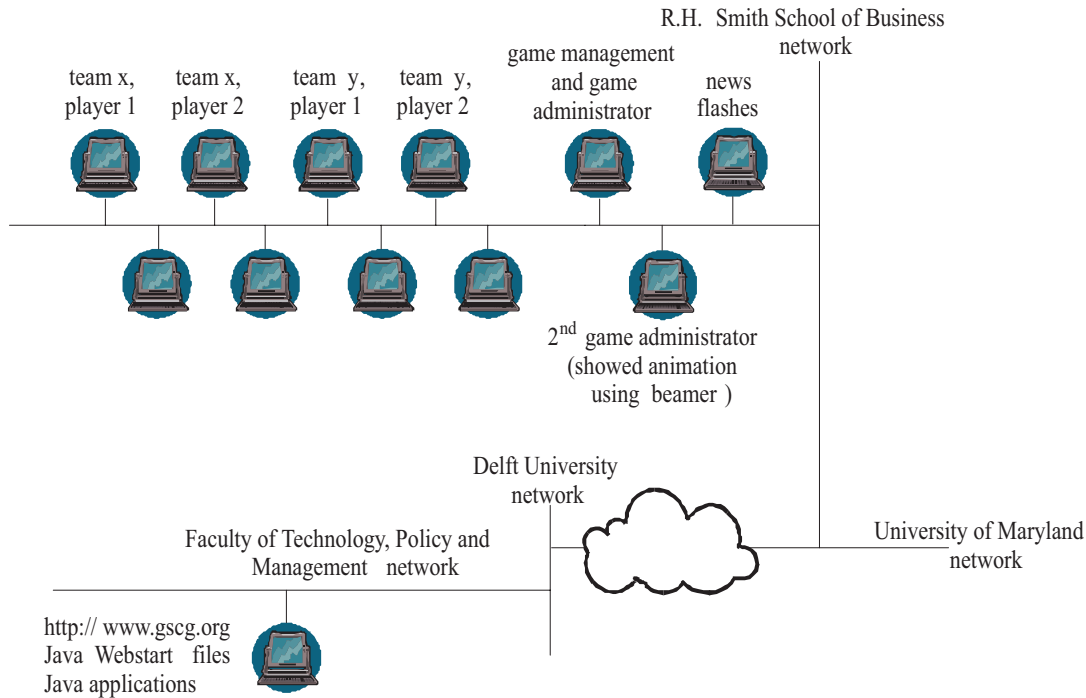 R.H. Smith School of Business
network
team x,
player 1
team x,
player 2
team y,
player 1
team y,
player 2
game management
and game
administrator
news
flashes
2nd game administrator
(showed animation
using beamer )
Delft University
network
Faculty of Technology, Policy and
Management network
University of Maryland
network
http:// www.gscg.org
Java Webstart files
Java applications